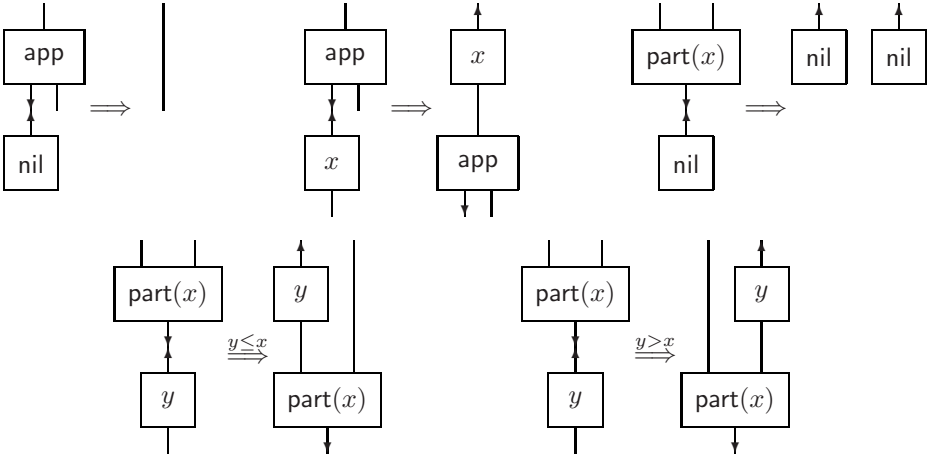 app ⟹ nil
app ⟹ x
x app
part(x) ⟹ nil nil
nil
part(x) y≤x ⟹ y
y part(x)
part(x) y>x ⟹ y
y part(x)